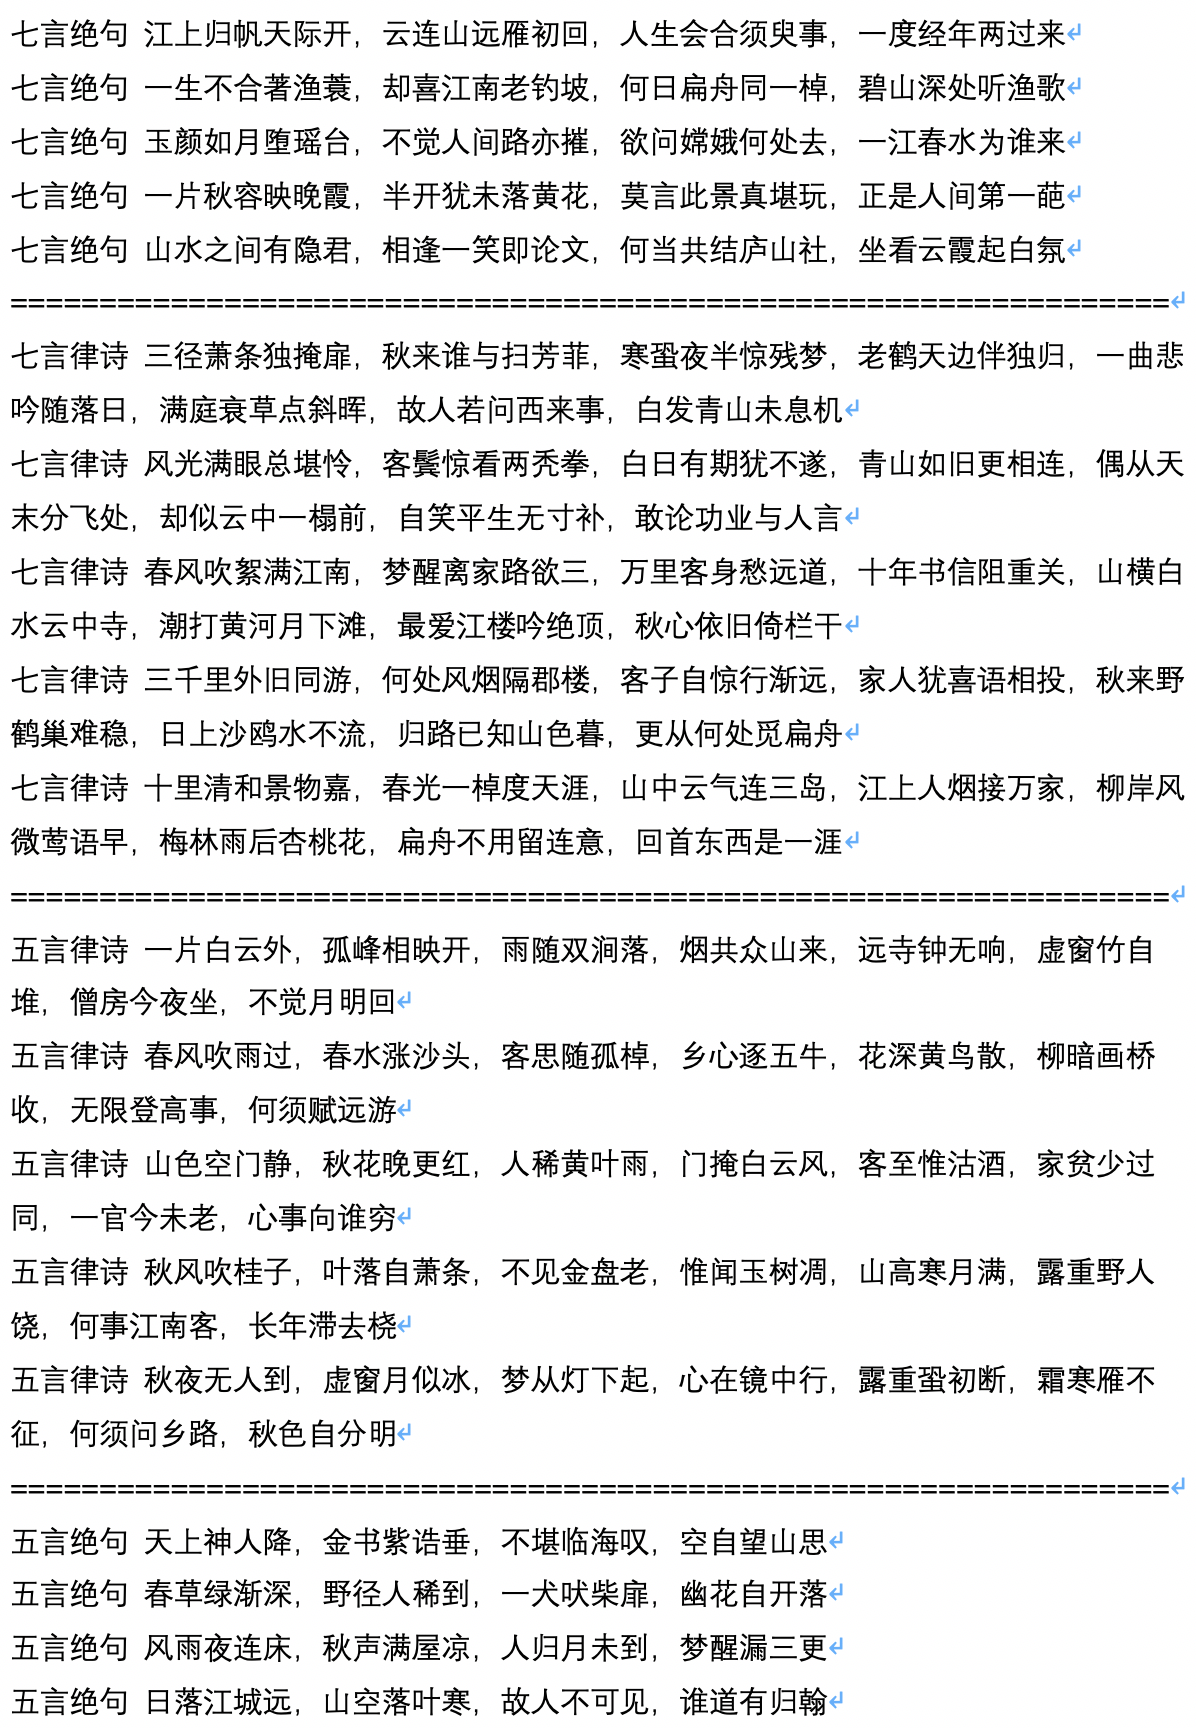 七言绝句 江上归帆天际开，云连山远雁初回，人生会合须臾事，一度经年两过来
七言绝句 一生不合著渔蓑，却喜江南老钓坡，何日扁舟同一棹，碧山深处听渔歌
七言绝句 玉颜如月堕瑶台，不觉人间路亦摧，欲问嫦娥何处去，一江春水为谁来
七言绝句 一片秋容映晚霞，半开犹未落黄花，莫言此景真堪玩，正是人间第一葩
七言绝句 山水之间有隐君，相逢一笑即论文，何当共结庐山社，坐看云霞起白氛
=================================================================
七言律诗 三径萧条独掩扉，秋来谁与扫芳菲，寒蛩夜半惊残梦，老鹤天边伴独归，一曲悲
吟随落日，满庭衰草点斜晖，故人若问西来事，白发青山未息机
七言律诗 风光满眼总堪怜，客鬓惊看两秃拳，白日有期犹不遂，青山如旧更相连，偶从天
末分飞处，却似云中一榻前，自笑平生无寸补，敢论功业与人言
七言律诗 春风吹絮满江南，梦醒离家路欲三，万里客身愁远道，十年书信阻重关，山横白
水云中寺，潮打黄河月下滩，最爱江楼吟绝顶，秋心依旧倚栏干
七言律诗 三千里外旧同游，何处风烟隔郡楼，客子自惊行渐远，家人犹喜语相投，秋来野
鹤巢难稳，日上沙鸥水不流，归路已知山色暮，更从何处觅扁舟
七言律诗 十里清和景物嘉，春光一棹度天涯，山中云气连三岛，江上人烟接万家，柳岸风
微莺语早，梅林雨后杏桃花，扁舟不用留连意，回首东西是一涯
=================================================================
五言律诗 一片白云外，孤峰相映开，雨随双涧落，烟共众山来，远寺钟无响，虚窗竹自
堆，僧房今夜坐，不觉月明回
五言律诗 春风吹雨过，春水涨沙头，客思随孤棹，乡心逐五牛，花深黄鸟散，柳暗画桥
收，无限登高事，何须赋远游
五言律诗 山色空门静，秋花晚更红，人稀黄叶雨，门掩白云风，客至惟沽酒，家贫少过
同，一官今未老，心事向谁穷
五言律诗 秋风吹桂子，叶落自萧条，不见金盘老，惟闻玉树凋，山高寒月满，露重野人
饶，何事江南客，长年滞去桡
五言律诗 秋夜无人到，虚窗月似冰，梦从灯下起，心在镜中行，露重蛩初断，霜寒雁不
征，何须问乡路，秋色自分明
=================================================================
五言绝句 天上神人降，金书紫诰垂，不堪临海叹，空自望山思
五言绝句 春草绿渐深，野径人稀到，一犬吠柴扉，幽花自开落
五言绝句 风雨夜连床，秋声满屋凉，人归月未到，梦醒漏三更
五言绝句 日落江城远，山空落叶寒，故人不可见，谁道有归翰